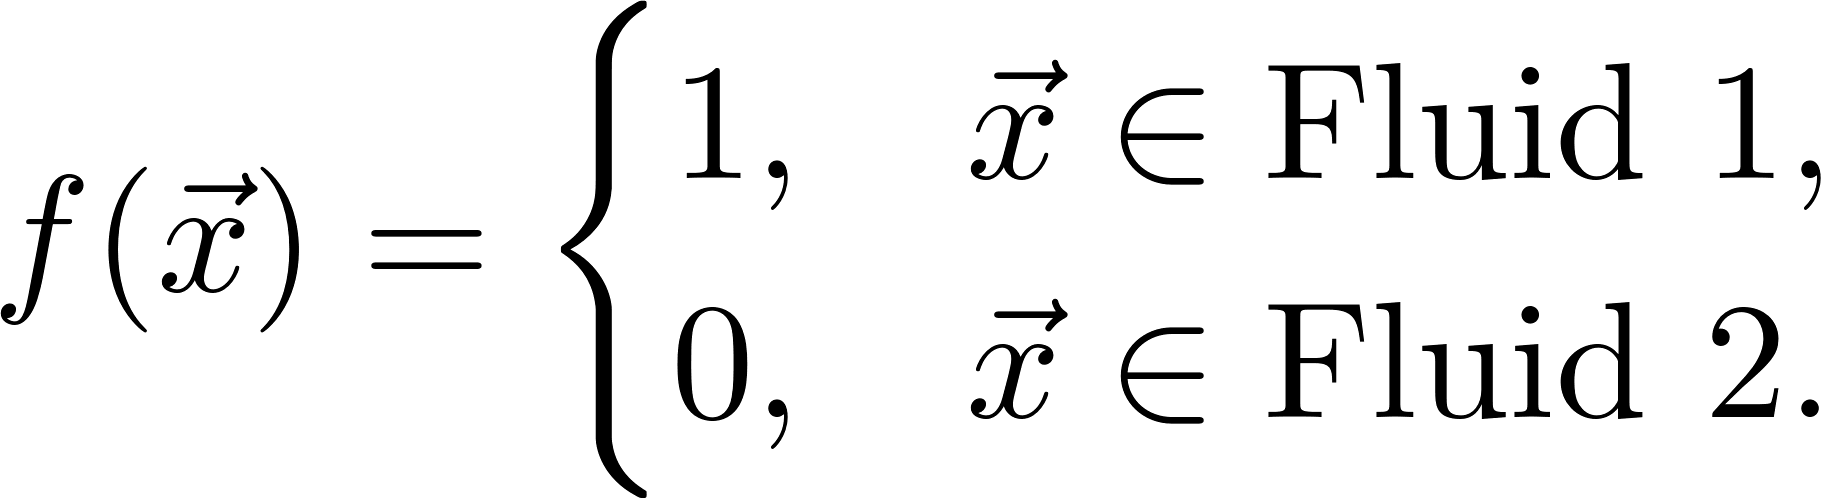 f(x⃗) = { 1, x⃗ ∈ Fluid 1,
0, x⃗ ∈ Fluid 2.